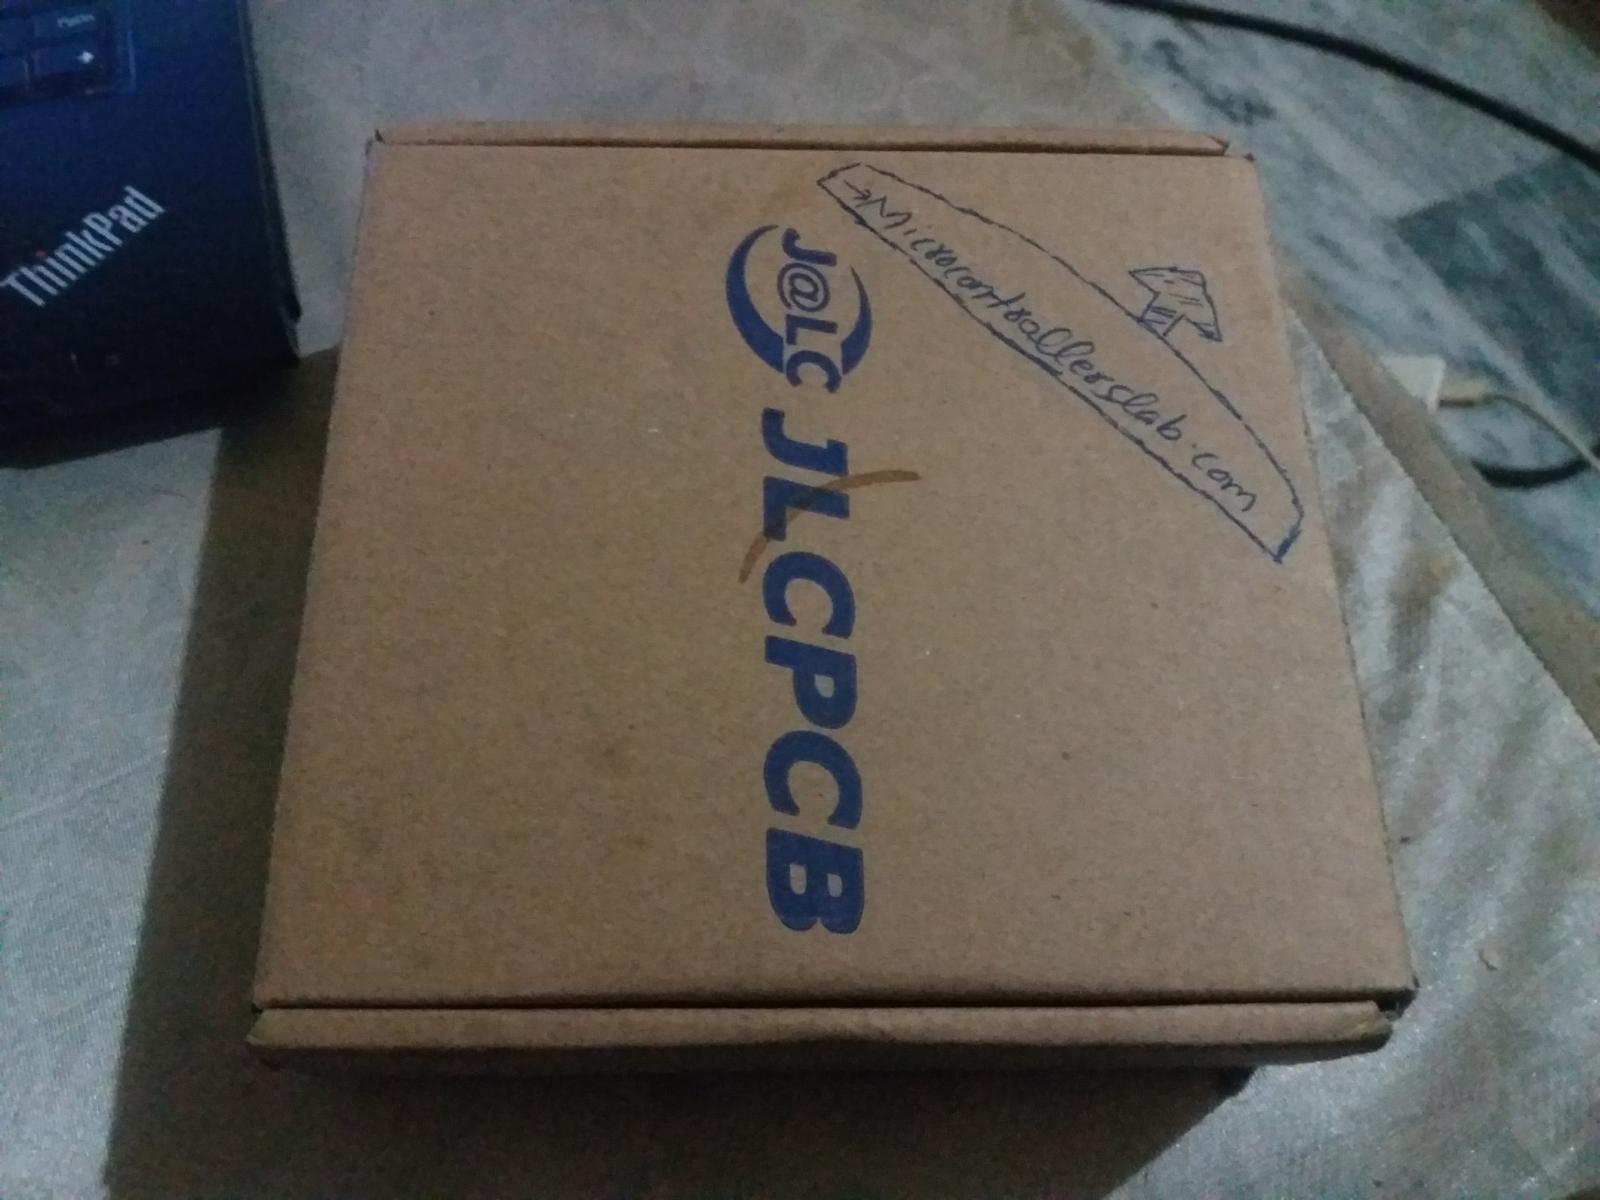 ThinkPad
J@LC JLCPCB
→Microcontrollerslab.com